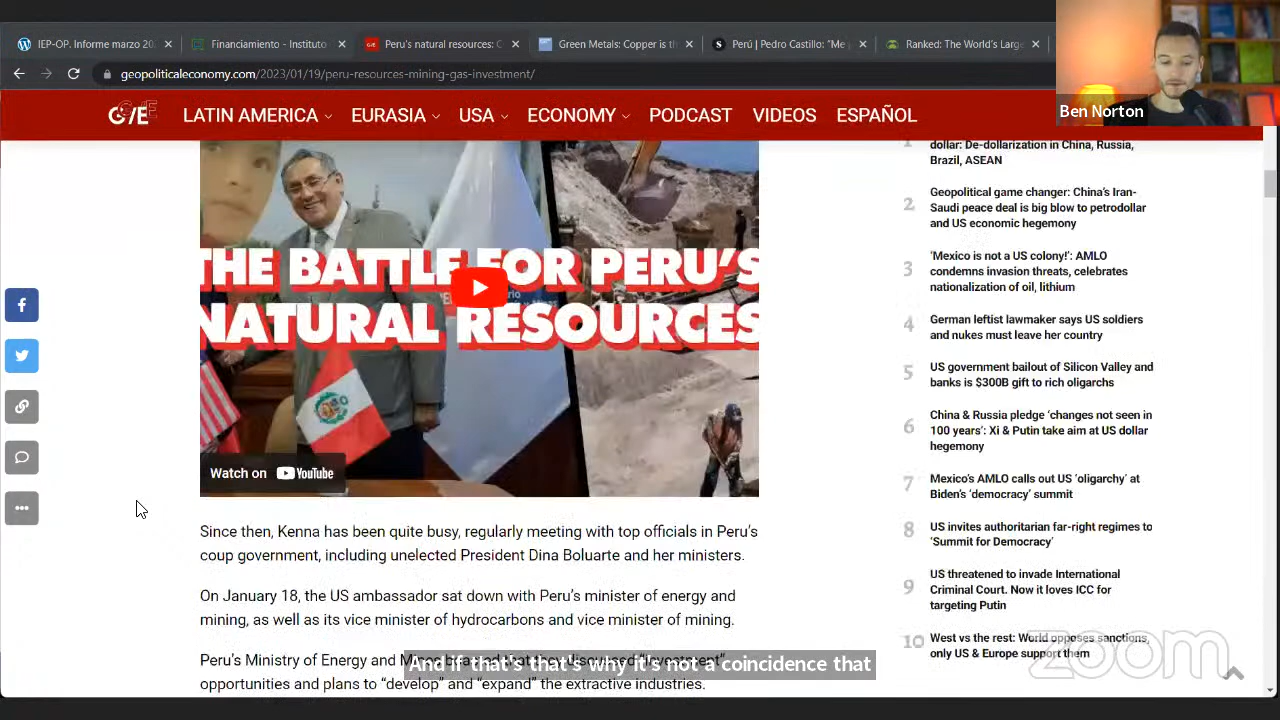 IEP-OP. Informe marzo 20
Financiamiento - Instituto
Peru's natural resources: C
Green Metals: Copper is th
Perú | Pedro Castillo: "Me
Ranked: The World's Large
geopoliticaleconomy.com/2023/01/19/peru-resources-mining-gas-investment/
Ben Norton
G/E
LATIN AMERICA
EURASIA
USA
ECONOMY
PODCAST
VIDEOS
ESPAÑOL
THE BATTLE FOR PERU'S
NATURAL RESOURCES
Watch on YouTube
Since then, Kenna has been quite busy, regularly meeting with top officials in Peru's
coup government, including unelected President Dina Boluarte and her ministers.
On January 18, the US ambassador sat down with Peru's minister of energy and
mining, as well as its vice minister of hydrocarbons and vice minister of mining.
Peru's Ministry of Energy and "investment"
opportunities and plans to "develop" and "expand" the extractive industries.
And if that's that's why it's not a coincidence that
1
dollar: De-dollarization in China, Russia,
Brazil, ASEAN
2
Geopolitical game changer: China's Iran-
Saudi peace deal is big blow to petrodollar
and US economic hegemony
3
'Mexico is not a US colony!': AMLO
condemns invasion threats, celebrates
nationalization of oil, lithium
4
German leftist lawmaker says US soldiers
and nukes must leave her country
5
US government bailout of Silicon Valley and
banks is $300B gift to rich oligarchs
6
China & Russia pledge 'changes not seen in
100 years': Xi & Putin take aim at US dollar
hegemony
7
Mexico's AMLO calls out US 'oligarchy' at
Biden's 'democracy' summit
8
US invites authoritarian far-right regimes to
'Summit for Democracy'
9
US threatened to invade International
Criminal Court. Now it loves ICC for
targeting Putin
10
West vs the rest: World opposes sanctions,
only US & Europe support them
zoom